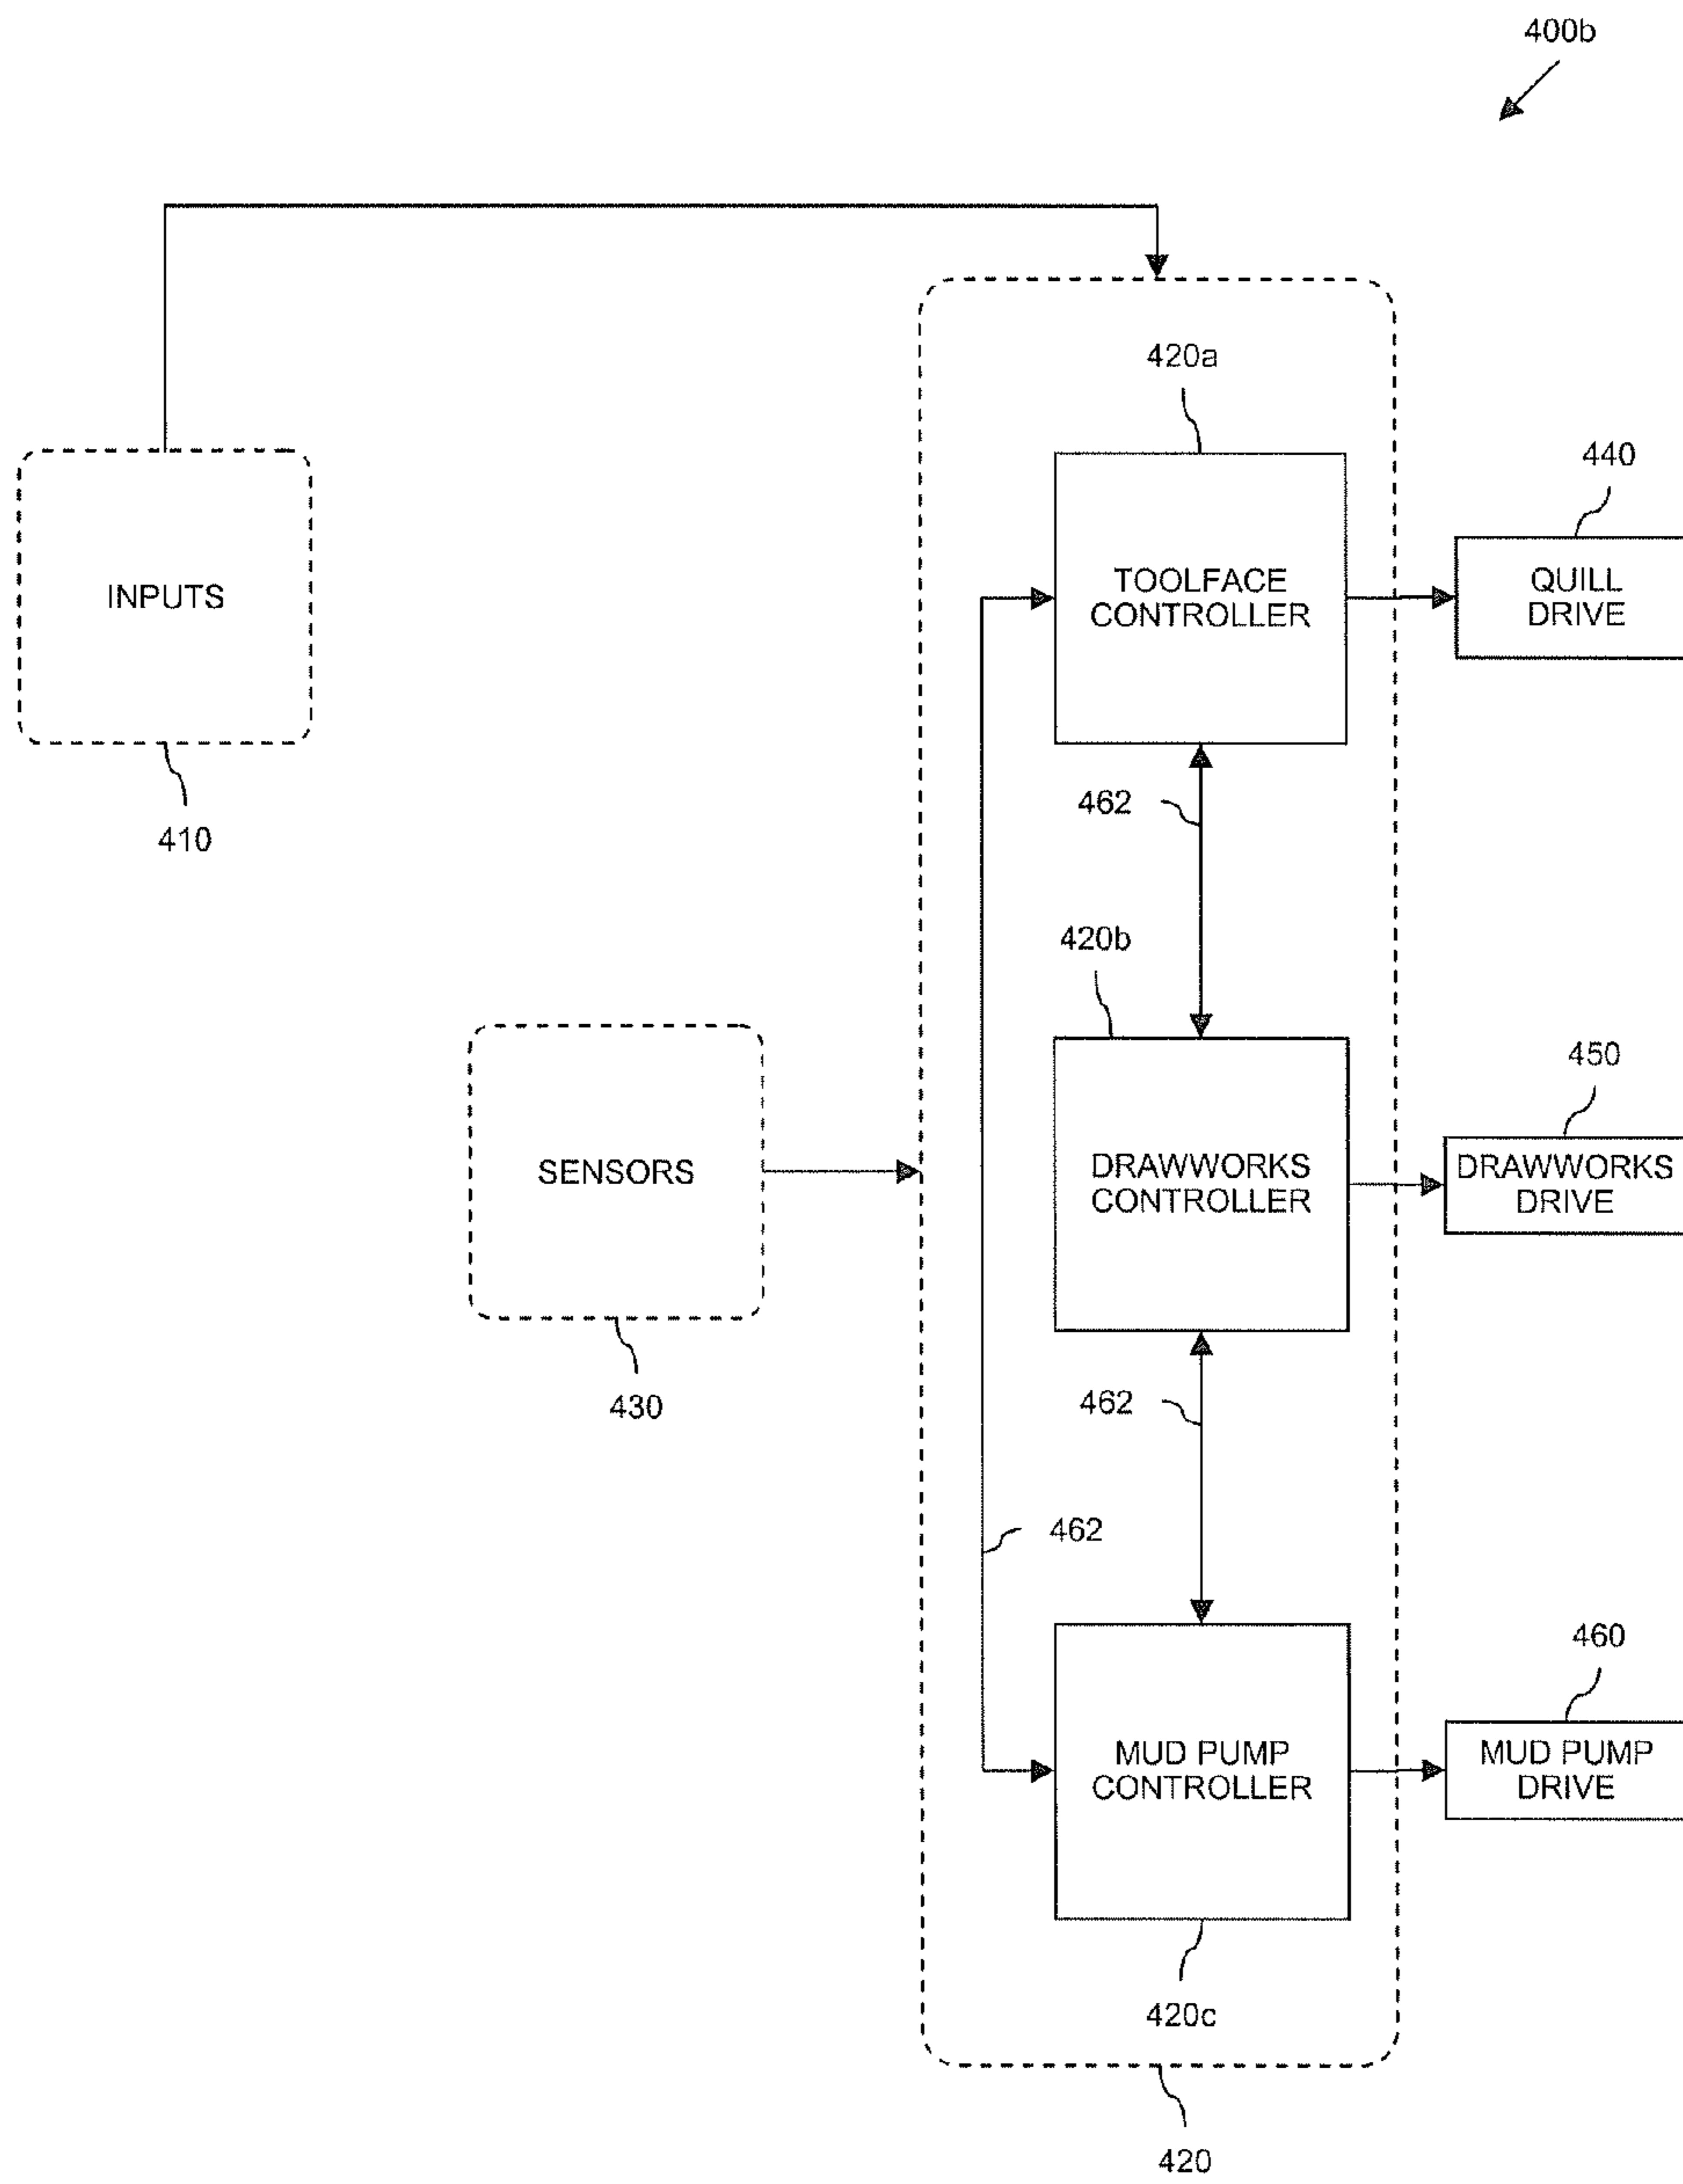 400b
420a
440
INPUTS
TOOLFACE
CONTROLLER
QUILL
DRIVE
410
462
420b
450
SENSORS
DRAWWORKS
CONTROLLER
DRAWWORKS
DRIVE
430
462
462
460
MUD PUMP
CONTROLLER
MUD PUMP
DRIVE
420c
420